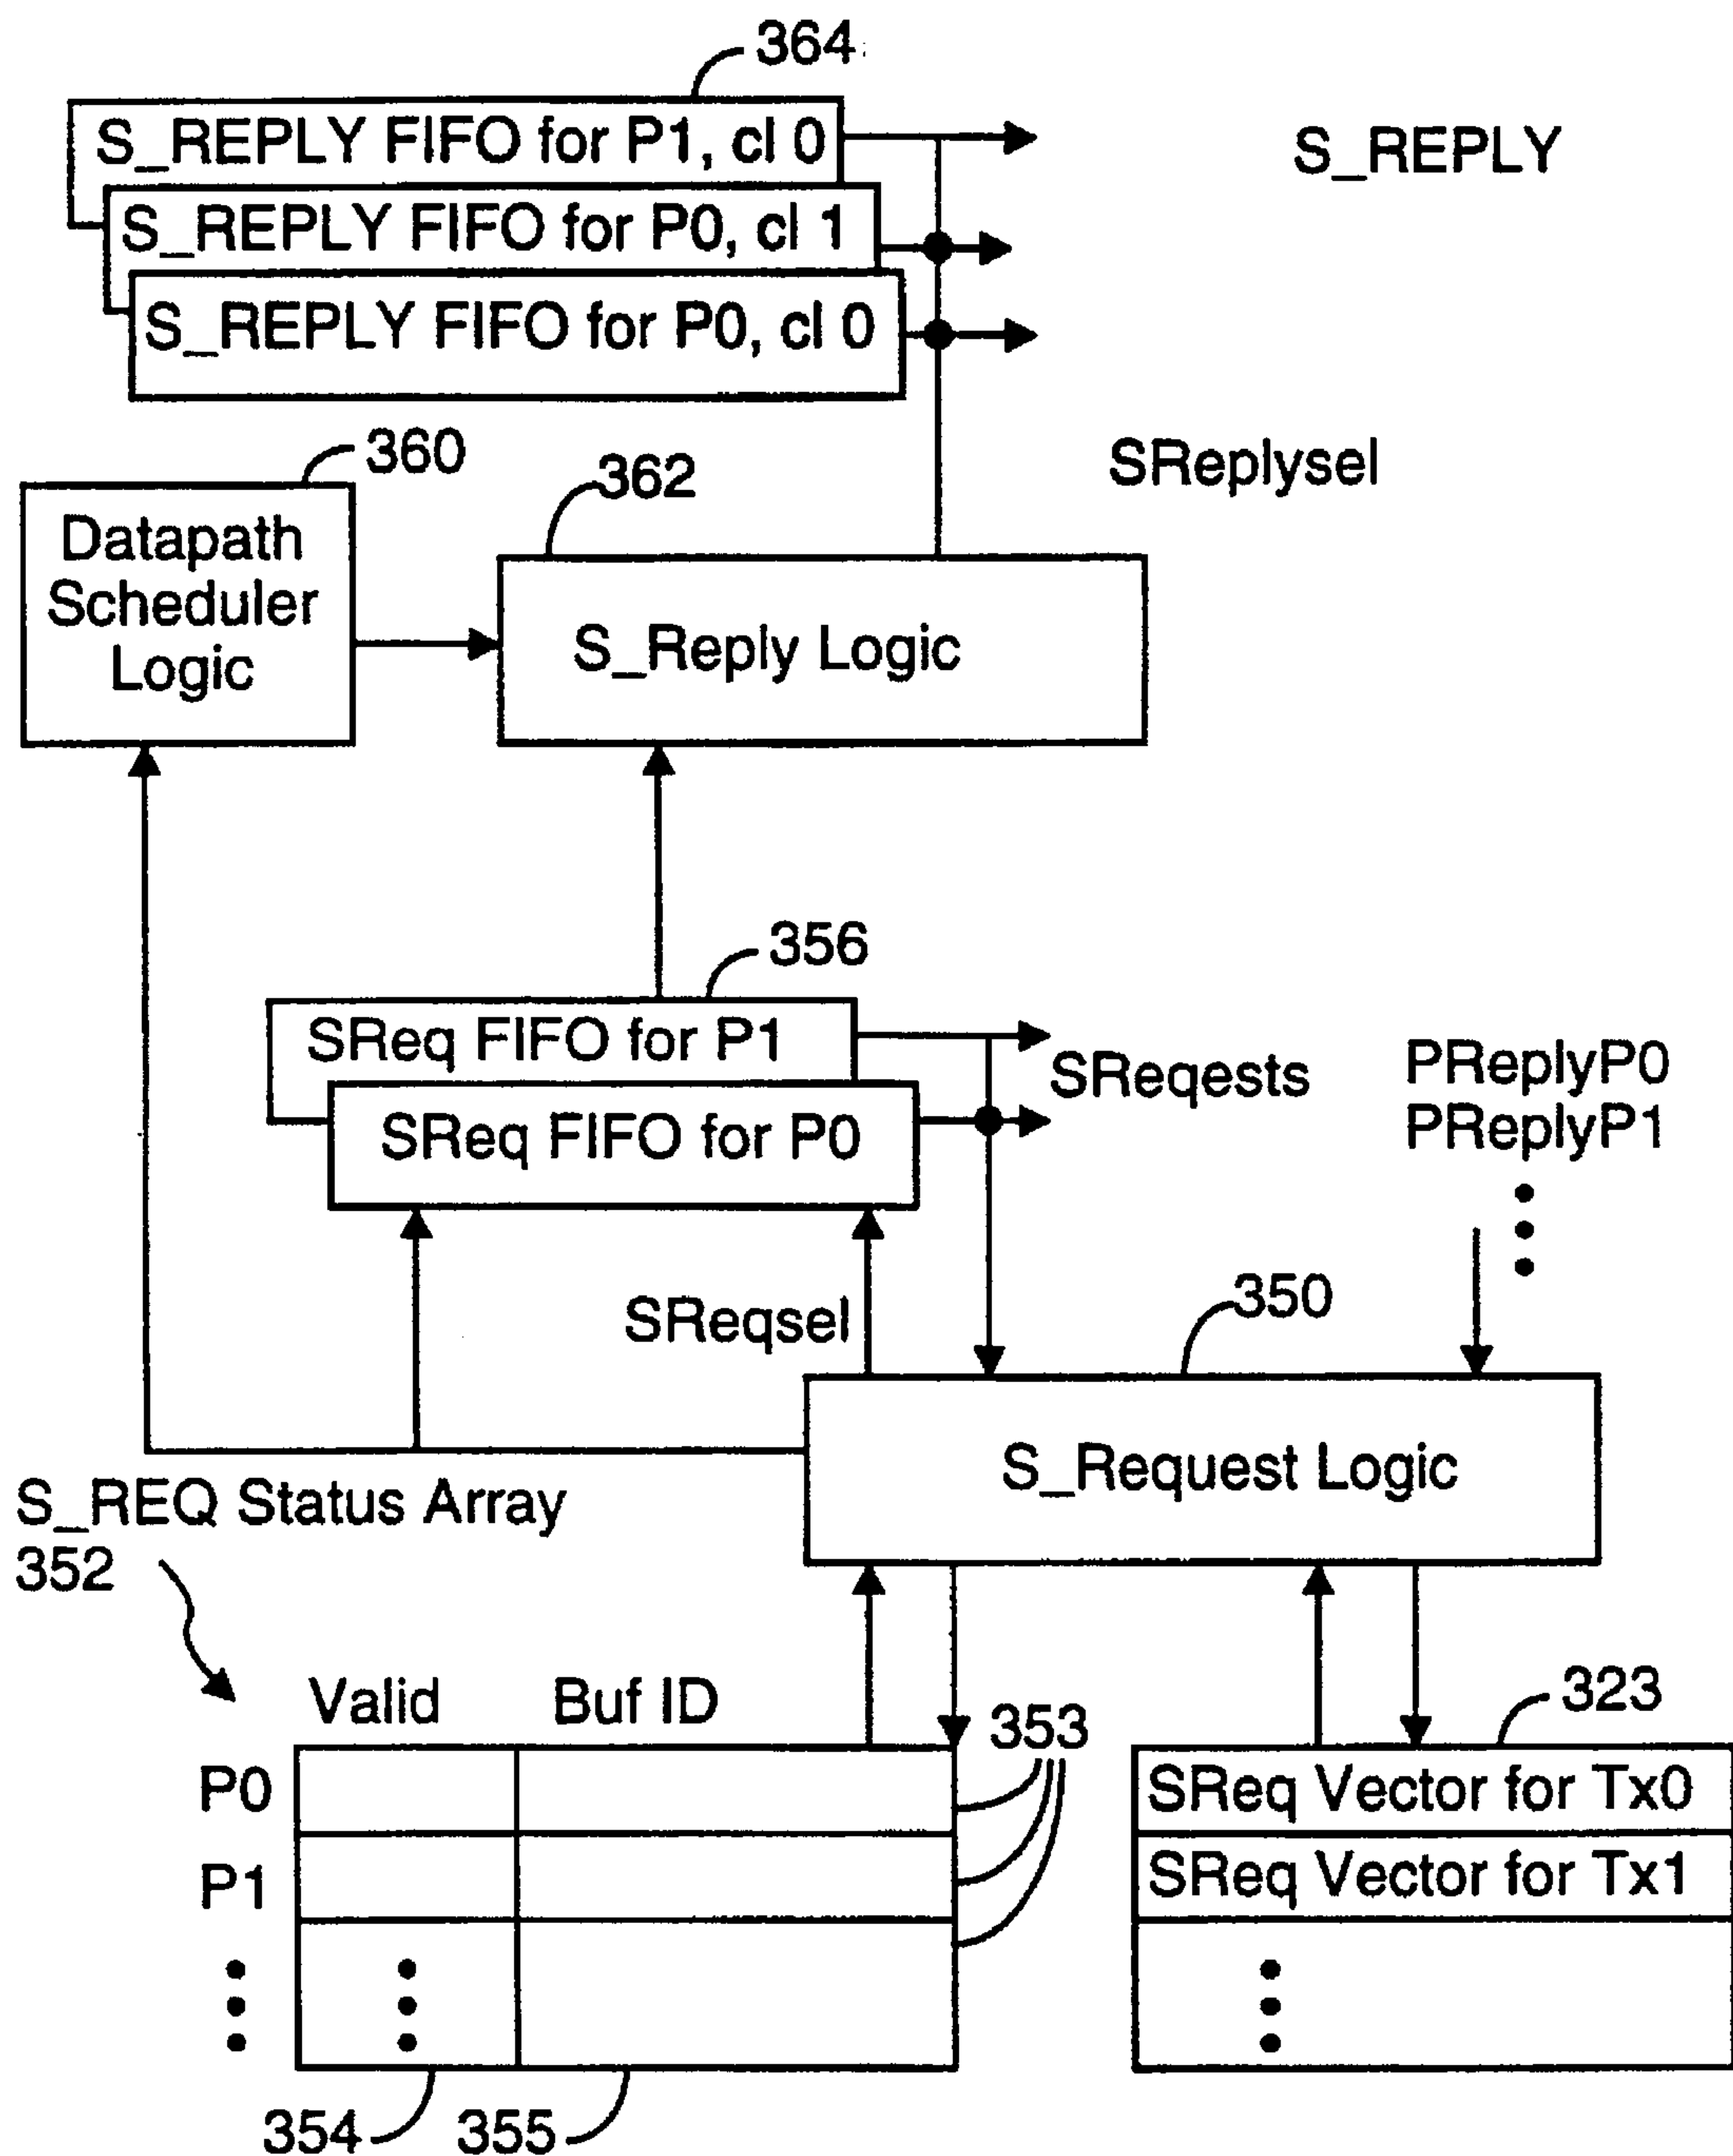 364
S_REPLY FIFO for P1, cl 0
S_REPLY
S_REPLY FIFO for P0, cl 1
S_REPLY FIFO for P0, cl 0
360
362
SReplysel
Datapath
Scheduler
Logic
S_Reply Logic
356
SReq FIFO for P1
SReqests
SReq FIFO for P0
PReplyP0
PReplyP1
SReqsel
350
S_Request Logic
S_REQ Status Array
352
Valid
Buf ID
353
323
P0
SReq Vector for Tx0
P1
SReq Vector for Tx1
354
355